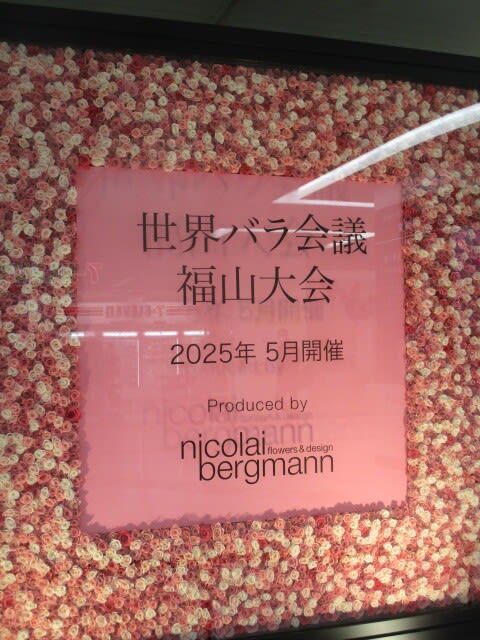 世界バラ会議
福山大会
2025年 5月開催
Produced by
nicolai
flowers & design
bergmann